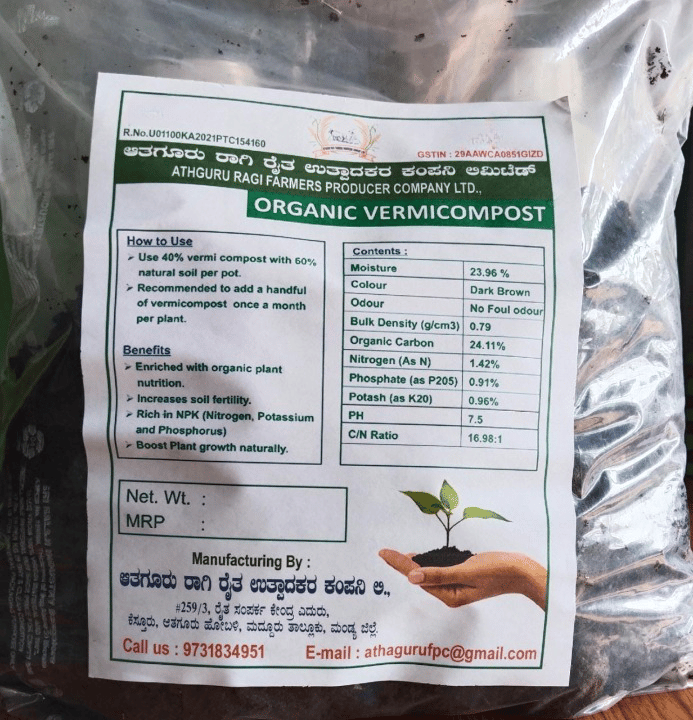 R.No.U01100KA2021PTC154160
GSTIN : 29AAWCA0851GIZD
ಆತಗೂರು ರಾಗಿ ರೈತ ಉತ್ಪಾದಕರ ಕಂಪನಿ ಲಿಮಿಟೆಡ್
ATHGURU RAGI FARMERS PRODUCER COMPANY LTD.,
ORGANIC VERMICOMPOST
How to Use
➢ Use 40% vermi compost with 60%
natural soil per pot.
➢ Recommended to add a handful
of vermicompost once a month
per plant.
Benefits
➢ Enriched with organic plant
nutrition.
➢ Increases soil fertility.
➢ Rich in NPK (Nitrogen, Potassium
and Phosphorus)
➢ Boost Plant growth naturally.
Contents :
Moisture 23.96 %
Colour Dark Brown
Odour No Foul odour
Bulk Density (g/cm3) 0.79
Organic Carbon 24.11%
Nitrogen (As N) 1.42%
Phosphate (as P205) 0.91%
Potash (as K20) 0.96%
PH 7.5
C/N Ratio 16.98:1
Net. Wt. :
MRP :
Manufacturing By :
ಆತಗೂರು ರಾಗಿ ರೈತ ಉತ್ಪಾದಕರ ಕಂಪನಿ ಲಿ.,
#259/3, ರೈತ ಸಂಪರ್ಕ ಕೇಂದ್ರ ಎದುರು,
ಕೆಸ್ತೂರು, ಆತಗೂರು ಹೋಬಳಿ, ಮದ್ದೂರು ತಾಲ್ಲೂಕು, ಮಂಡ್ಯ ಜಿಲ್ಲೆ
Call us : 9731834951
E-mail : athagurufpc@gmail.com